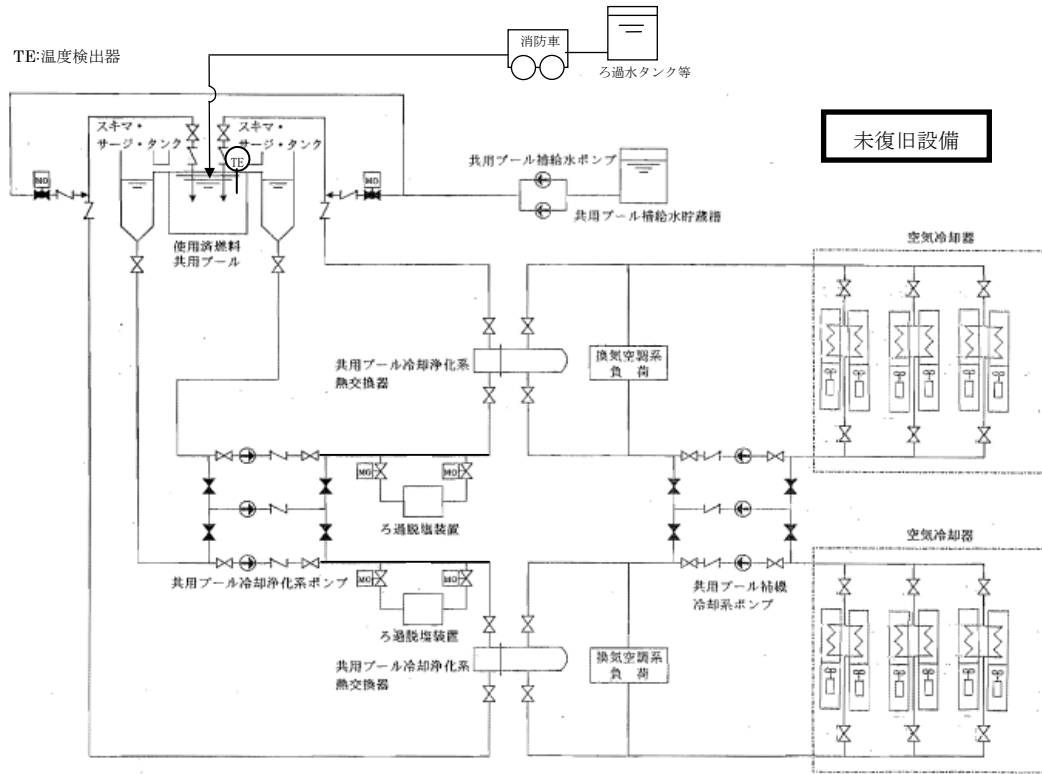 消防車
ろ過水タンク等
TE:温度検出器
未復旧設備
スキマ・
サージ・タンク
スキマ・
サージ・タンク
TE
共用プール補給水ポンプ
MO
MO
共用プール補給水貯蔵槽
使用済燃料
共用プール
空気冷却器
共用プール冷却浄化系
熱交換器
換気空調系
負荷
MO
MO
ろ過脱塩装置
空気冷却器
共用プール冷却浄化系ポンプ
MO
MO
共用プール補機
冷却系ポンプ
ろ過脱塩装置
共用プール冷却浄化系
熱交換器
換気空調系
負荷